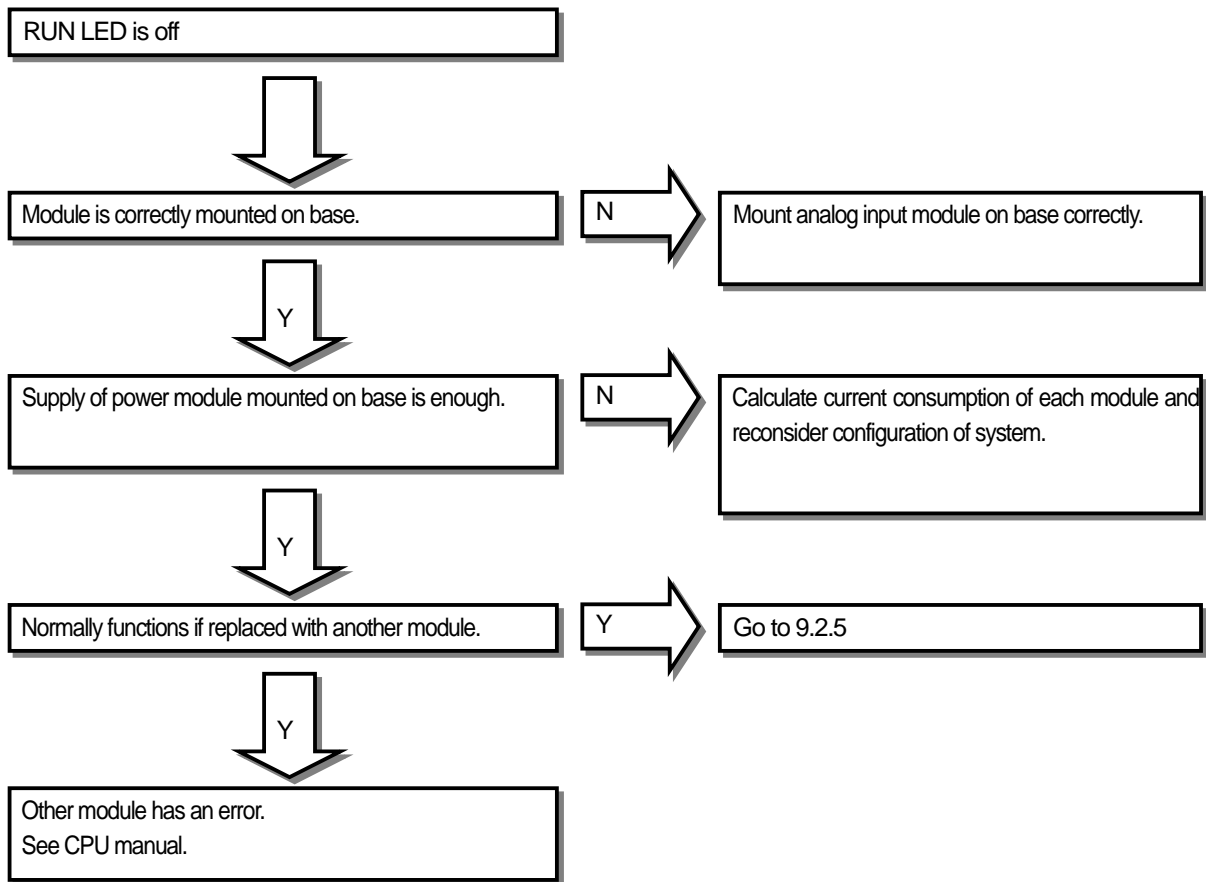 RUN LED is off
Module is correctly mounted on base.
N
Mount analog input module on base correctly.
Y
Supply of power module mounted on base is enough.
N
Calculate current consumption of each module and
reconsider configuration of system.
Y
Normally functions if replaced with another module.
Y
Go to 9.2.5
Y
Other module has an error.
See CPU manual.